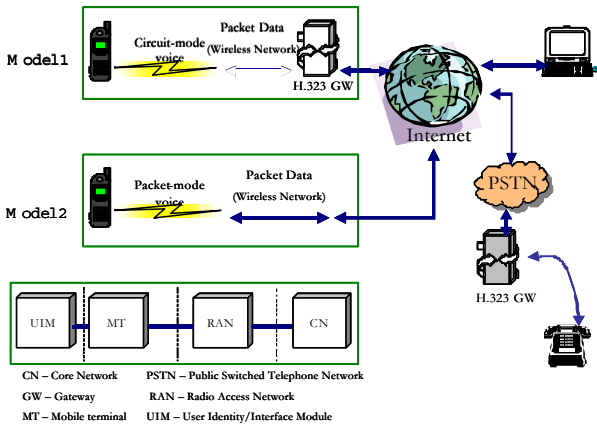 Model1
Circuit-mode
voice
Packet Data
(Wireless Network)
H.323 GW
Internet
Model2
Packet-mode
voice
Packet Data
(Wireless Network)
PSTN
H.323 GW
UIM
MT
RAN
CN
CN – Core Network
PSTN – Public Switched Telephone Network
GW – Gateway
RAN – Radio Access Network
MT – Mobile terminal
UIM – User Identity/Interface Module